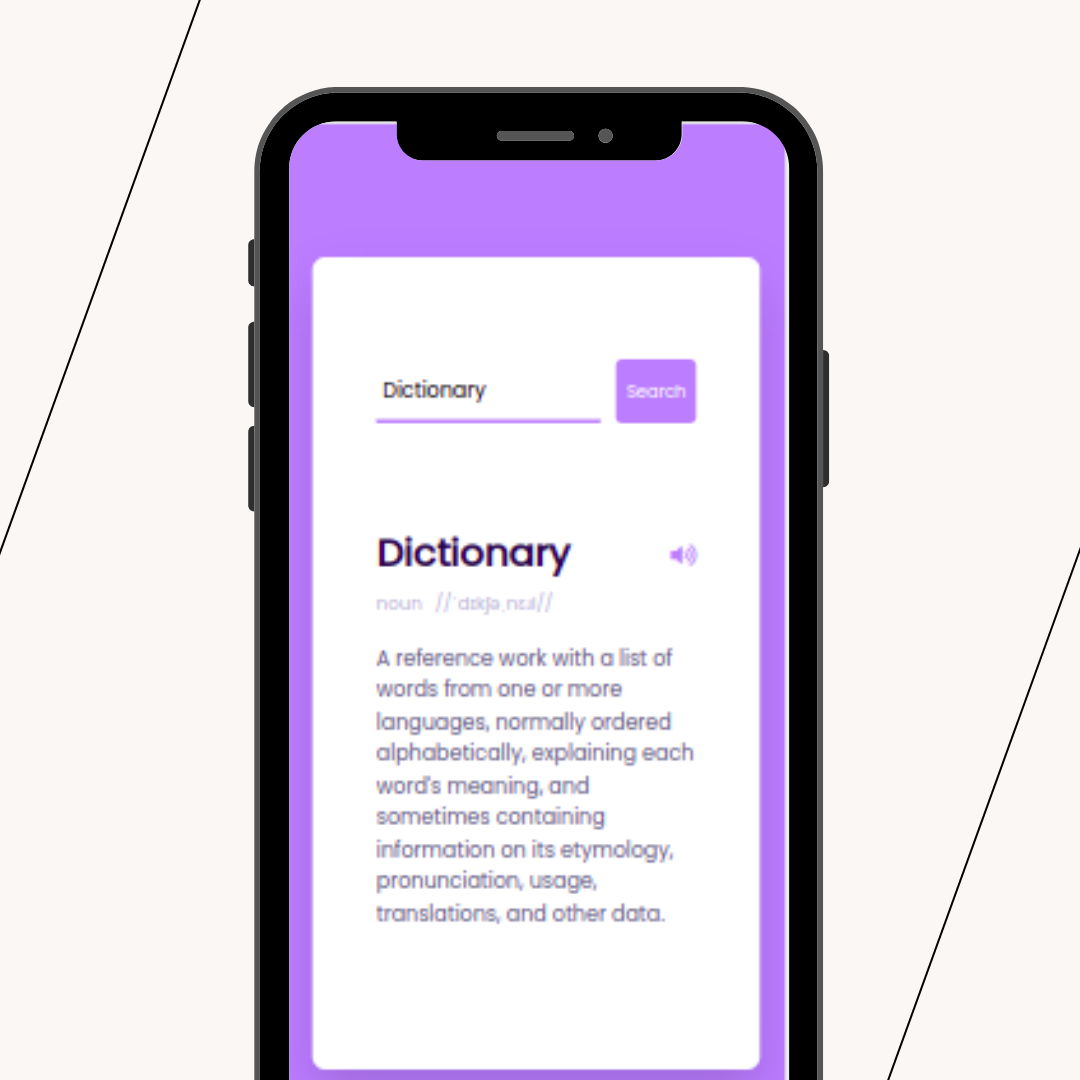 Dictionary
Search
Dictionary
noun //ˈdɪkʃəˌnɛɹi//
A reference work with a list of
words from one or more
languages, normally ordered
alphabetically, explaining each
word's meaning, and
sometimes containing
information on its etymology,
pronunciation, usage,
translations, and other data.